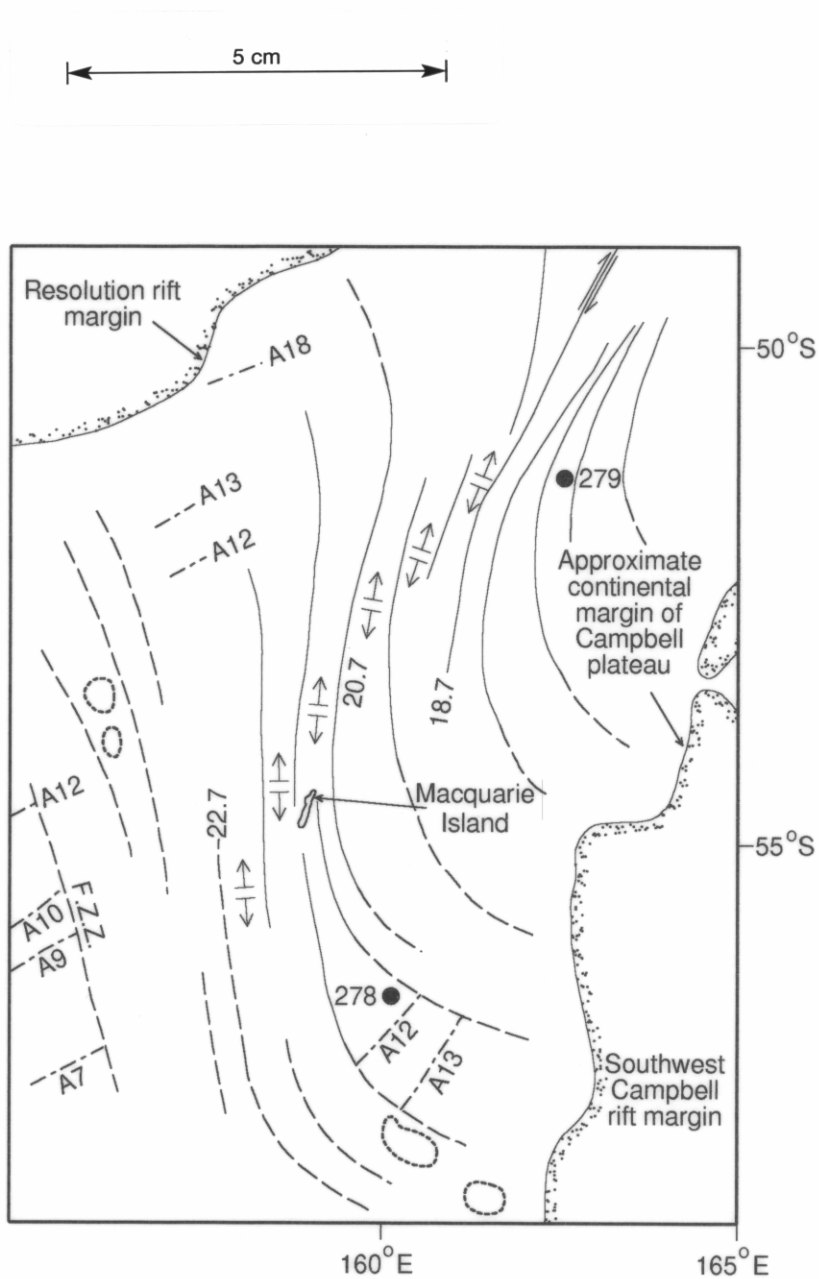 5 cm
Resolution rift
margin
A18
50°S
A13
279
A12
Approximate
continental
margin of
Campbell
plateau
20.7
18.7
A12
22.7
Macquarie
Island
55°S
F.Z.Z.
A10
A9
278
A12
A13
A7
Southwest
Campbell
rift margin
160°E
165°E